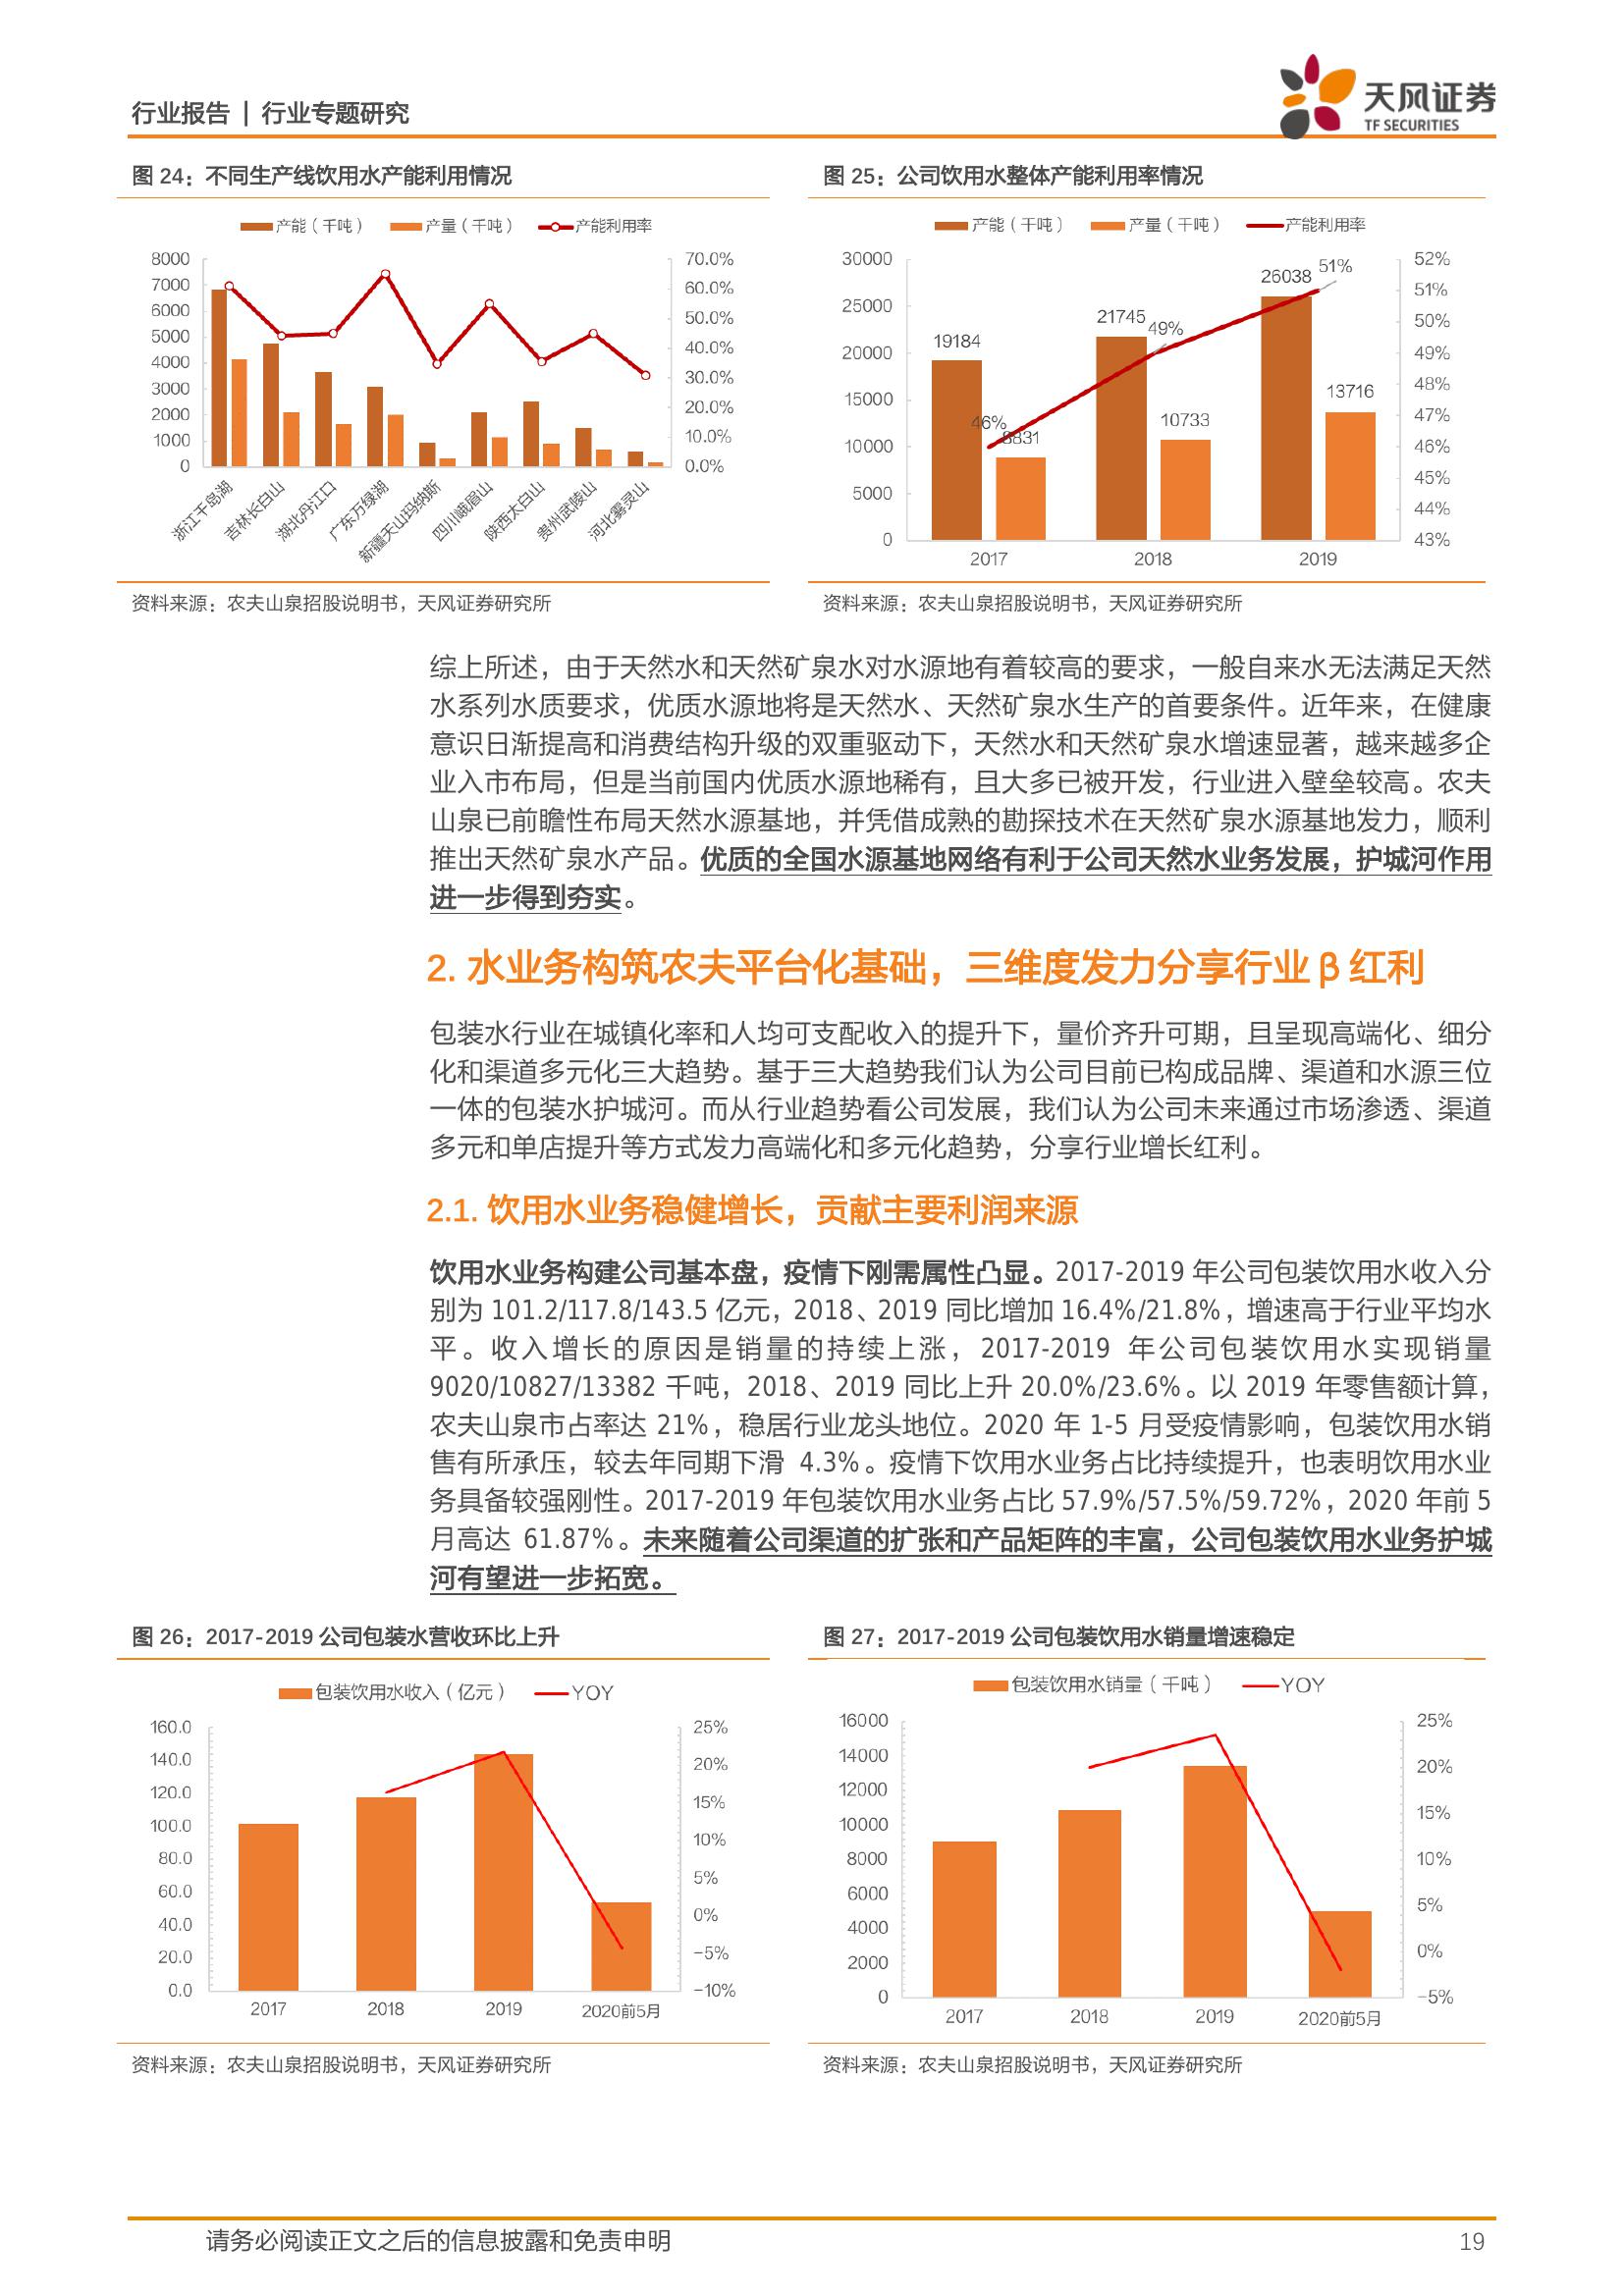 行业报告 | 行业专题研究
天风证券
TF SECURITIES
图 24：不同生产线饮用水产能利用情况
产能（千吨） 产量（千吨） 产能利用率
8000
7000
6000
5000
4000
3000
2000
1000
0
70.0%
60.0%
50.0%
40.0%
30.0%
20.0%
10.0%
0.0%
浙江千岛湖
吉林长白山
湖北丹江口
广东万绿湖
新疆天山玛纳斯
四川峨眉山
陕西太白山
贵州武陵山
河北雾灵山
资料来源：农夫山泉招股说明书，天风证券研究所
图 25：公司饮用水整体产能利用率情况
产能（千吨） 产量（千吨） 产能利用率
30000
25000
20000
15000
10000
5000
0
52%
51%
50%
49%
48%
47%
46%
45%
44%
43%
19184
46%
8831
21745
49%
10733
26038
51%
13716
2017 2018 2019
资料来源：农夫山泉招股说明书，天风证券研究所
综上所述，由于天然水和天然矿泉水对水源地有着较高的要求，一般自来水无法满足天然
水系列水质要求，优质水源地将是天然水、天然矿泉水生产的首要条件。近年来，在健康
意识日渐提高和消费结构升级的双重驱动下，天然水和天然矿泉水增速显著，越来越多企
业入市布局，但是当前国内优质水源地稀有，且大多已被开发，行业进入壁垒较高。农夫
山泉已前瞻性布局天然水源基地，并凭借成熟的勘探技术在天然矿泉水源基地发力，顺利
推出天然矿泉水产品。优质的全国水源基地网络有利于公司天然水业务发展，护城河作用
进一步得到夯实。
2. 水业务构筑农夫平台化基础，三维度发力分享行业 β 红利
包装水行业在城镇化率和人均可支配收入的提升下，量价齐升可期，且呈现高端化、细分
化和渠道多元化三大趋势。基于三大趋势我们认为公司目前已构成品牌、渠道和水源三位
一体的包装水护城河。而从行业趋势看公司发展，我们认为公司未来通过市场渗透、渠道
多元和单店提升等方式发力高端化和多元化趋势，分享行业增长红利。
2.1. 饮用水业务稳健增长，贡献主要利润来源
饮用水业务构建公司基本盘，疫情下刚需属性凸显。2017-2019 年公司包装饮用水收入分
别为 101.2/117.8/143.5 亿元，2018、2019 同比增加 16.4%/21.8%，增速高于行业平均水
平。收入增长的原因是销量的持续上涨，2017-2019 年公司包装饮用水实现销量
9020/10827/13382 千吨，2018、2019 同比上升 20.0%/23.6%。以 2019 年零售额计算，
农夫山泉市占率达 21%，稳居行业龙头地位。2020 年 1-5 月受疫情影响，包装饮用水销
售有所承压，较去年同期下滑 4.3%。疫情下饮用水业务占比持续提升，也表明饮用水业
务具备较强刚性。2017-2019 年包装饮用水业务占比 57.9%/57.5%/59.72%，2020 年前 5
月高达 61.87%。未来随着公司渠道的扩张和产品矩阵的丰富，公司包装饮用水业务护城
河有望进一步拓宽。
图 26：2017-2019 公司包装水营收环比上升
包装饮用水收入（亿元） YOY
160.0
140.0
120.0
100.0
80.0
60.0
40.0
20.0
0.0
25%
20%
15%
10%
5%
0%
−5%
−10%
2017 2018 2019 2020前5月
资料来源：农夫山泉招股说明书，天风证券研究所
图 27：2017-2019 公司包装饮用水销量增速稳定
包装饮用水销量（千吨） YOY
16000
14000
12000
10000
8000
6000
4000
2000
0
25%
20%
15%
10%
5%
0%
−5%
2017 2018 2019 2020前5月
资料来源：农夫山泉招股说明书，天风证券研究所
请务必阅读正文之后的信息披露和免责申明 19